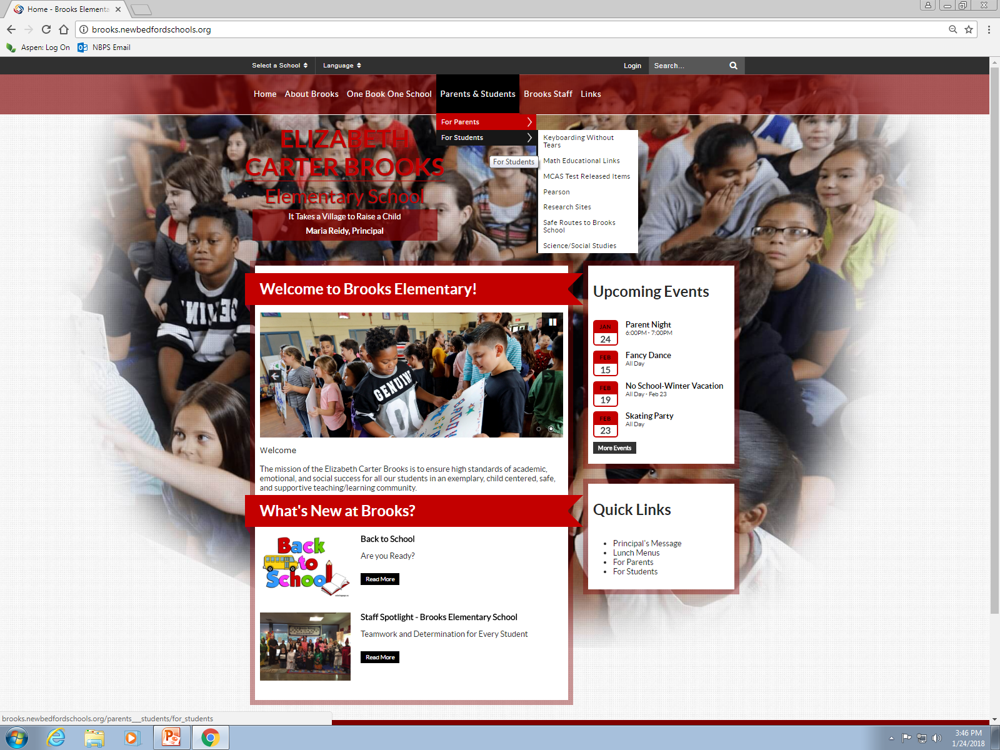 Home - Brooks Elementa
brooks.newbedfordschools.org
Aspen: Log On
NBPS Email
Select a School
Language
Login
Search...
Home
About Brooks
One Book One School
Parents & Students
Brooks Staff
Links
For Parents
For Students
Keyboarding Without
Tears
Math Educational Links
MCAS Test Released Items
Pearson
Research Sites
Safe Routes to Brooks
School
Science/Social Studies
For Students
ELIZABETH
CARTER BROOKS
Elementary School
It Takes a Village to Raise a Child
Maria Reidy, Principal
Welcome to Brooks Elementary!
GENUINE
Welcome
The mission of the Elizabeth Carter Brooks is to ensure high standards of academic,
emotional, and social success for all our students in an exemplary, child centered, safe,
and supportive teaching/learning community.
What's New at Brooks?
Back
to
School
Back to School
Are you Ready?
Read More
Staff Spotlight - Brooks Elementary School
Teamwork and Determination for Every Student
Read More
Upcoming Events
JAN
24
Parent Night
6:00PM - 7:00PM
FEB
15
Fancy Dance
All Day
FEB
19
No School-Winter Vacation
All Day - Feb 23
FEB
23
Skating Party
All Day
More Events
Quick Links
• Principal's Message
• Lunch Menus
• For Parents
• For Students
brooks.newbedfordschools.org/parents___students/for_students
3:46 PM
1/24/2018